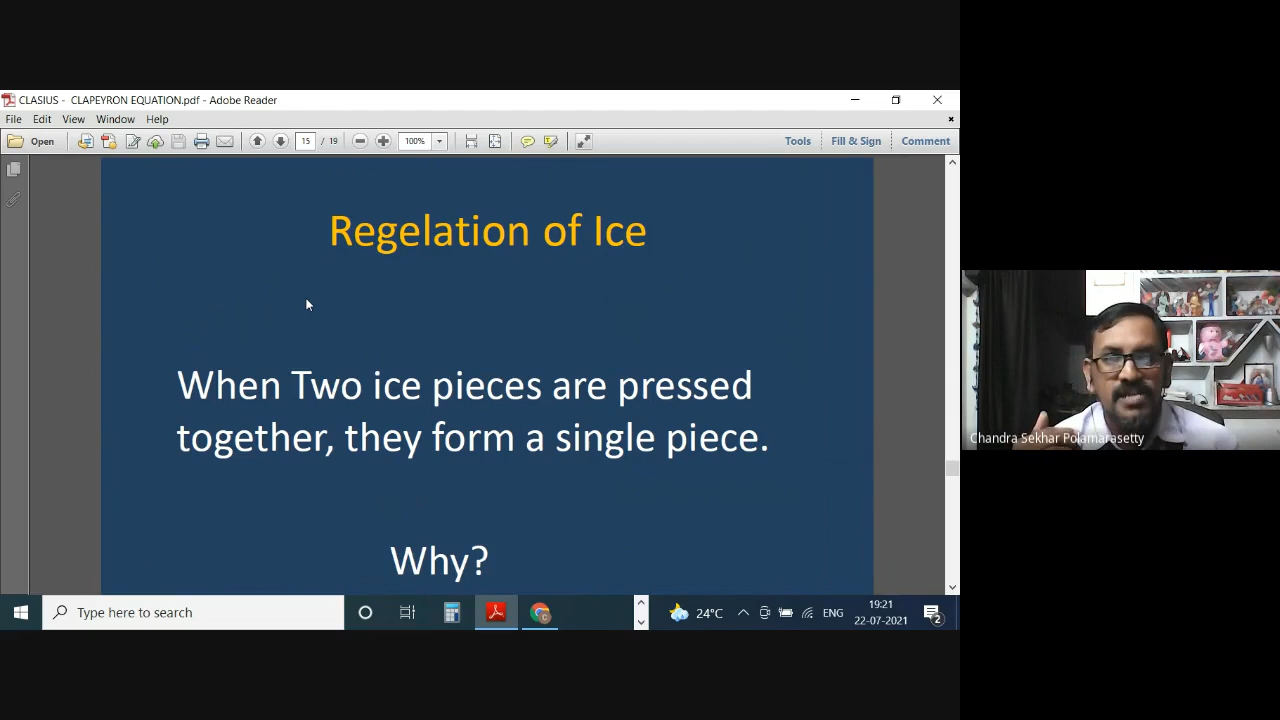 CLASIUS - CLAPEYRON EQUATION.pdf - Adobe Reader
File Edit View Window Help
Open 15 / 19 100% Tools Fill & Sign Comment
Regelation of Ice
When Two ice pieces are pressed
together, they form a single piece.
Why?
Chandra Sekhar Polamarasetty
Type here to search
24°C ENG
19:21
22-07-2021
2